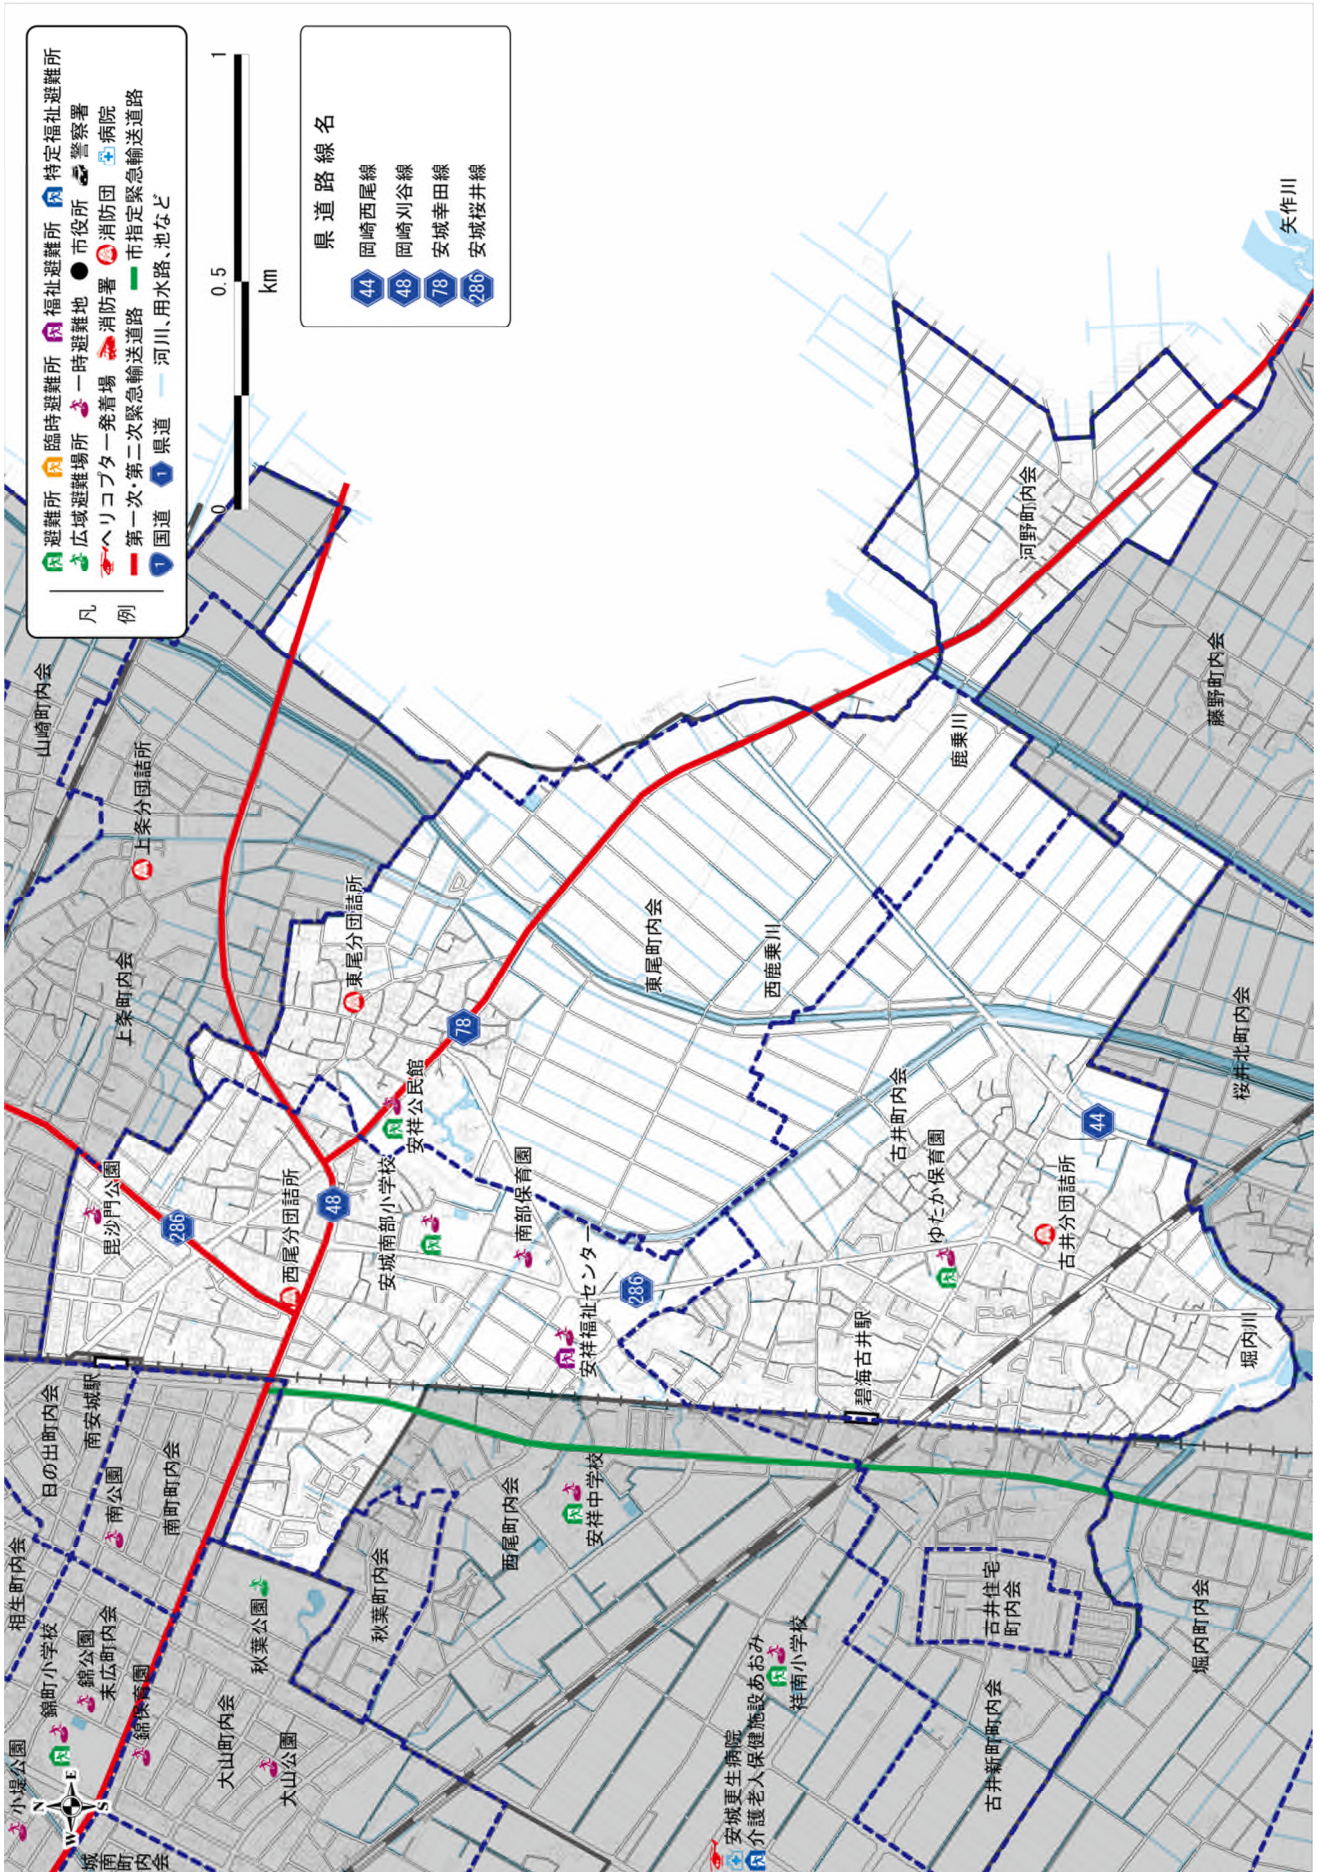 凡例
避難所 臨時避難所 福祉避難所 特定福祉避難所
広域避難場所 一時避難地 市役所 警察署
ヘリコプター発着場 消防署 消防団 病院
第一次・第二次緊急輸送道路 市指定緊急輸送道路
1 国道 1 県道 河川、用水路、池など
0 0.5 1
km
県道路線名
44 岡崎西尾線
48 岡崎刈谷線
78 安城幸田線
286 安城桜井線
小堤公園
相生町内会
日の出町内会
山崎町内会
錦町小学校
南安城駅
錦公園
末広町内会
南公園
毘沙門公園
上条町内会
上条分団詰所
城南町内会
N
E
S
W
錦保育園
南町町内会
286
大山町内会
秋葉公園
西尾分団詰所
大山公園
48
東尾分団詰所
秋葉町内会
安城南部小学校
安祥公民館
78
西尾町内会
南部保育園
安祥中学校
安祥福祉センター
286
東尾町内会
安城更生病院
介護老人保健施設あおみ
祥南小学校
西鹿乗川
碧海古井駅
古井町内会
ゆたか保育園
鹿乗川
古井住宅
町内会
古井新町町内会
古井分団詰所
44
河野町内会
堀内町内会
堀内川
桜井北町内会
藤野町内会
矢作川